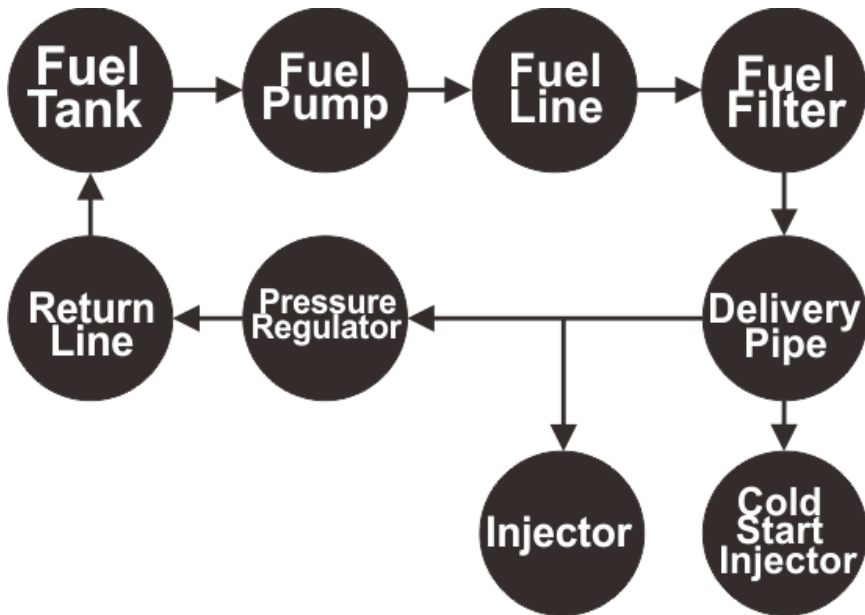 Fuel
Tank
Fuel
Pump
Fuel
Line
Fuel
Filter
Return
Line
Pressure
Regulator
Delivery
Pipe
Injector
Cold
Start
Injector